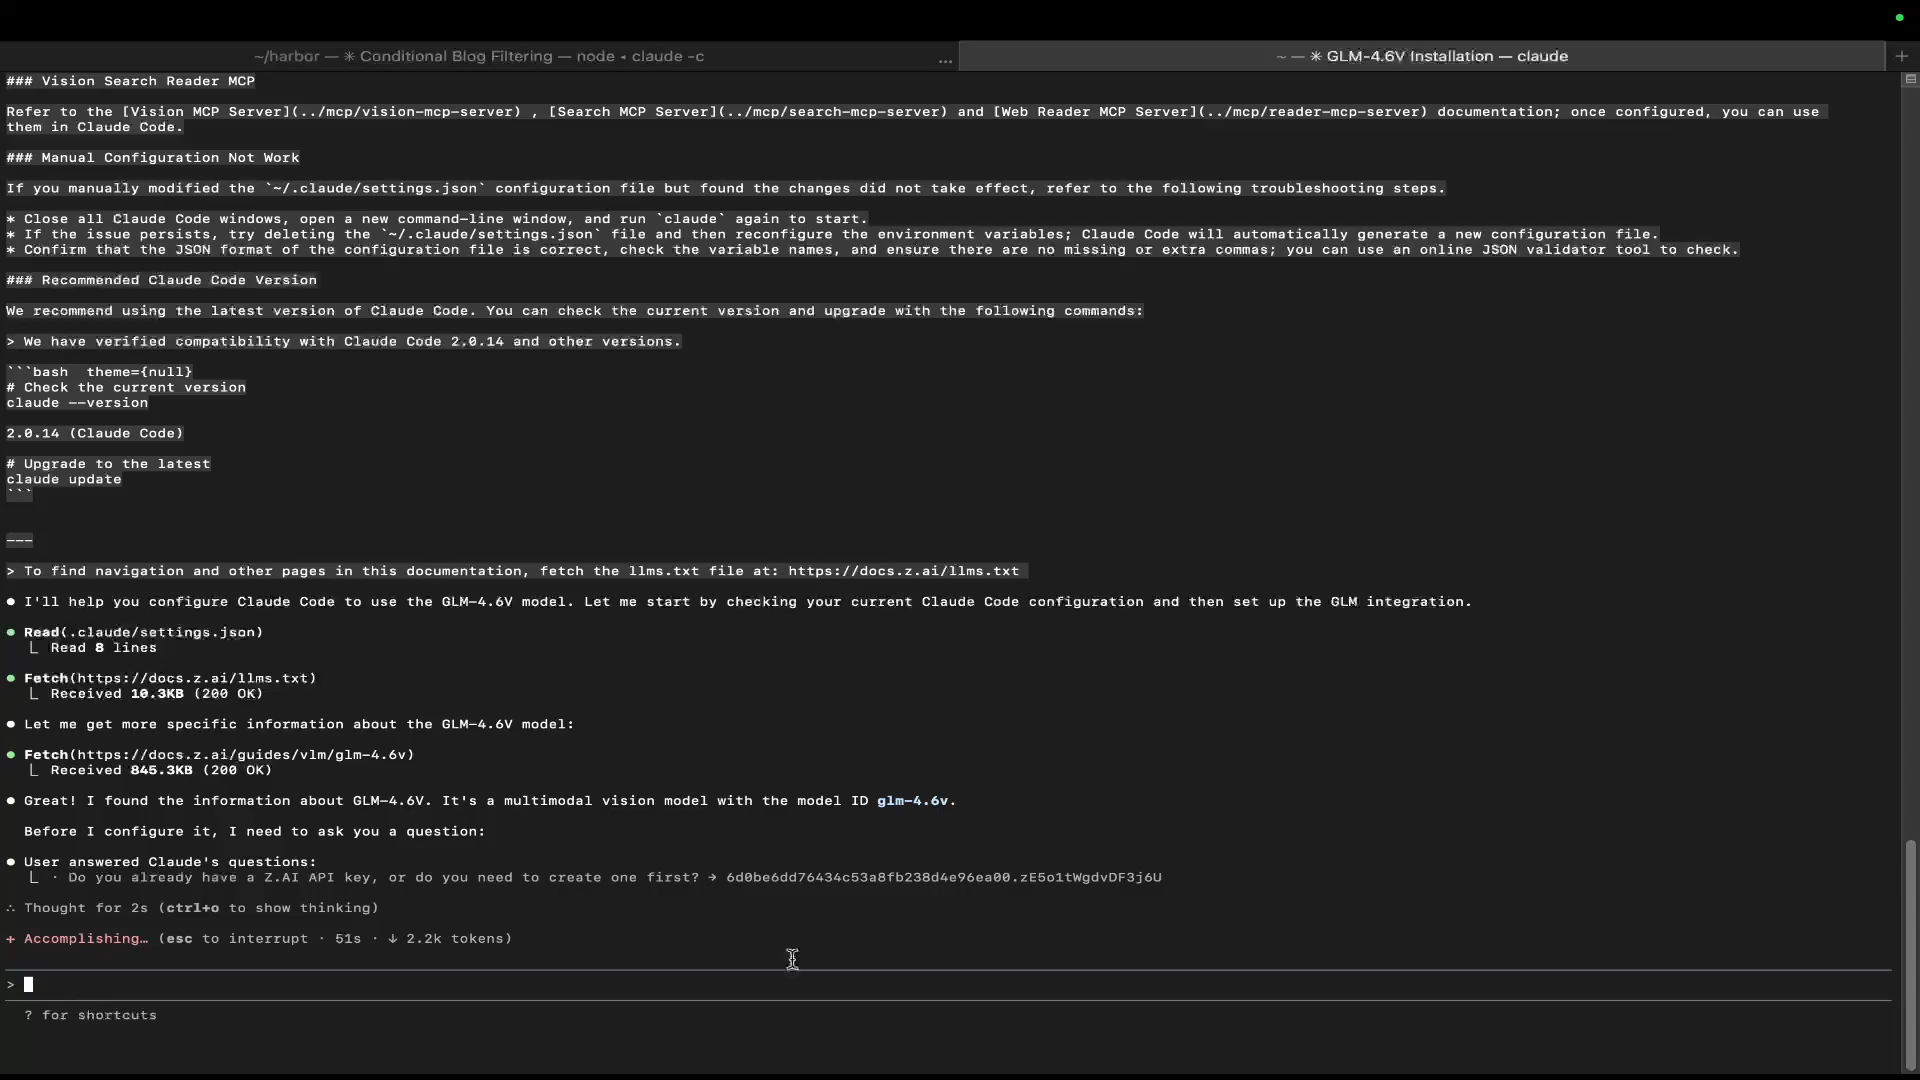 ~/harbor — ✳ Conditional Blog Filtering — node ◂ claude -c
...
~ — ✳ GLM-4.6V Installation — claude
### Vision Search Reader MCP
Refer to the [Vision MCP Server](../mcp/vision-mcp-server) , [Search MCP Server](../mcp/search-mcp-server) and [Web Reader MCP Server](../mcp/reader-mcp-server) documentation; once configured, you can use
them in Claude Code.
### Manual Configuration Not Work
If you manually modified the `~/.claude/settings.json` configuration file but found the changes did not take effect, refer to the following troubleshooting steps.
* Close all Claude Code windows, open a new command-line window, and run `claude` again to start.
* If the issue persists, try deleting the `~/.claude/settings.json` file and then reconfigure the environment variables; Claude Code will automatically generate a new configuration file.
* Confirm that the JSON format of the configuration file is correct, check the variable names, and ensure there are no missing or extra commas; you can use an online JSON validator tool to check.
### Recommended Claude Code Version
We recommend using the latest version of Claude Code. You can check the current version and upgrade with the following commands:
> We have verified compatibility with Claude Code 2.0.14 and other versions.
```bash  theme={null}
# Check the current version
claude --version
2.0.14 (Claude Code)
# Upgrade to the latest
claude update
```
---
> To find navigation and other pages in this documentation, fetch the llms.txt file at: https://docs.z.ai/llms.txt
● I'll help you configure Claude Code to use the GLM-4.6V model. Let me start by checking your current Claude Code configuration and then set up the GLM integration.
● Read(.claude/settings.json)
⎿ Read 8 lines
● Fetch(https://docs.z.ai/llms.txt)
⎿ Received 10.3KB (200 OK)
● Let me get more specific information about the GLM-4.6V model:
● Fetch(https://docs.z.ai/guides/vlm/glm-4.6v)
⎿ Received 845.3KB (200 OK)
● Great! I found the information about GLM-4.6V. It's a multimodal vision model with the model ID glm-4.6v.
Before I configure it, I need to ask you a question:
● User answered Claude's questions:
⎿ · Do you already have a Z.AI API key, or do you need to create one first? → 6d0be6dd76434c53a8fb238d4e96ea00.zE5o1tWgdvDF3j6U
∴ Thought for 2s (ctrl+o to show thinking)
+ Accomplishing… (esc to interrupt · 51s · ↓ 2.2k tokens)
>
? for shortcuts